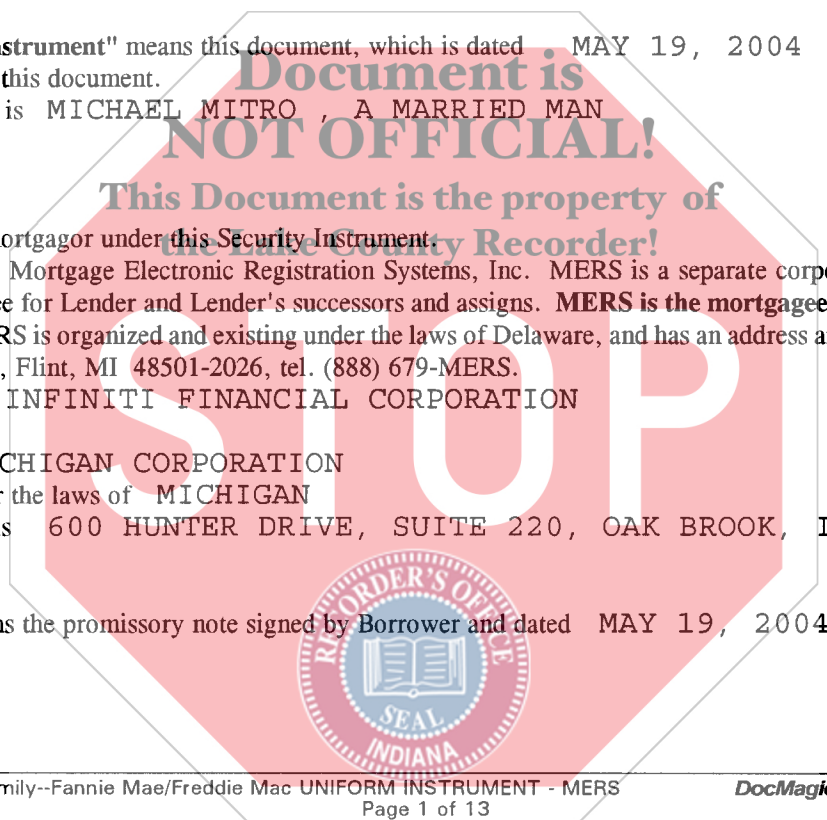 strument" means this document, which is dated MAY 19, 2004
this document.
Document is
is MICHAEL MITRO , A MARRIED MAN
NOT OFFICIAL!
This Document is the property of
the Lake County Recorder!
ortgagor under this Security Instrument.
Mortgage Electronic Registration Systems, Inc. MERS is a separate corp
e for Lender and Lender's successors and assigns. MERS is the mortgagee
RS is organized and existing under the laws of Delaware, and has an address a
, Flint, MI 48501-2026, tel. (888) 679-MERS.
INFINITI FINANCIAL CORPORATION
STOP
CHIGAN CORPORATION
r the laws of MICHIGAN
s 600 HUNTER DRIVE, SUITE 220, OAK BROOK, I
RECORDER'S OFFICE
ns the promissory note signed by Borrower and dated MAY 19, 2004
SEAL
INDIANA
mily--Fannie Mae/Freddie Mac UNIFORM INSTRUMENT - MERS DocMagic
Page 1 of 13